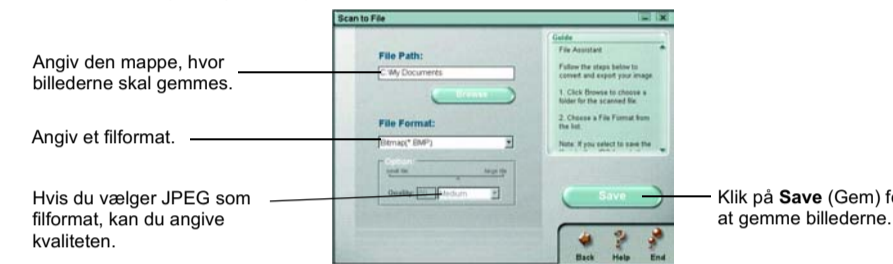 Scan to File
Angiv den mappe, hvor
billederne skal gemmes.
File Path:
C:\My Documents
Browse
Angiv et filformat.
File Format:
Bitmap(*.BMP)
Option
small file
large file
Hvis du vælger JPEG som
filformat, kan du angive
kvaliteten.
Quality:
Medium
Guide
File Assistant
Follow the steps below to
convert and export your image.
1. Click Browse to choose a
folder for the scanned file.
2. Choose a File Format from
the list.
Note: If you select to save the
Save
Klik på Save (Gem) f
at gemme billederne.
Back Help End